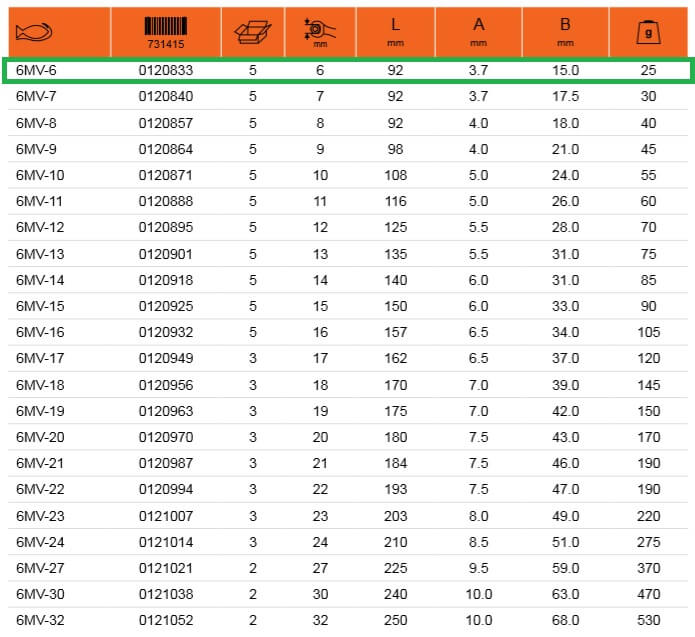 731415 mm L mm A mm B mm g
6MV-6 0120833 5 6 92 3.7 15.0 25
6MV-7 0120840 5 7 92 3.7 17.5 30
6MV-8 0120857 5 8 92 4.0 18.0 40
6MV-9 0120864 5 9 98 4.0 21.0 45
6MV-10 0120871 5 10 108 5.0 24.0 55
6MV-11 0120888 5 11 116 5.0 26.0 60
6MV-12 0120895 5 12 125 5.5 28.0 70
6MV-13 0120901 5 13 135 5.5 31.0 75
6MV-14 0120918 5 14 140 6.0 31.0 85
6MV-15 0120925 5 15 150 6.0 33.0 90
6MV-16 0120932 5 16 157 6.5 34.0 105
6MV-17 0120949 3 17 162 6.5 37.0 120
6MV-18 0120956 3 18 170 7.0 39.0 145
6MV-19 0120963 3 19 175 7.0 42.0 150
6MV-20 0120970 3 20 180 7.5 43.0 170
6MV-21 0120987 3 21 184 7.5 46.0 190
6MV-22 0120994 3 22 193 7.5 47.0 190
6MV-23 0121007 3 23 203 8.0 49.0 220
6MV-24 0121014 3 24 210 8.5 51.0 275
6MV-27 0121021 2 27 225 9.5 59.0 370
6MV-30 0121038 2 30 240 10.0 63.0 470
6MV-32 0121052 2 32 250 10.0 68.0 530